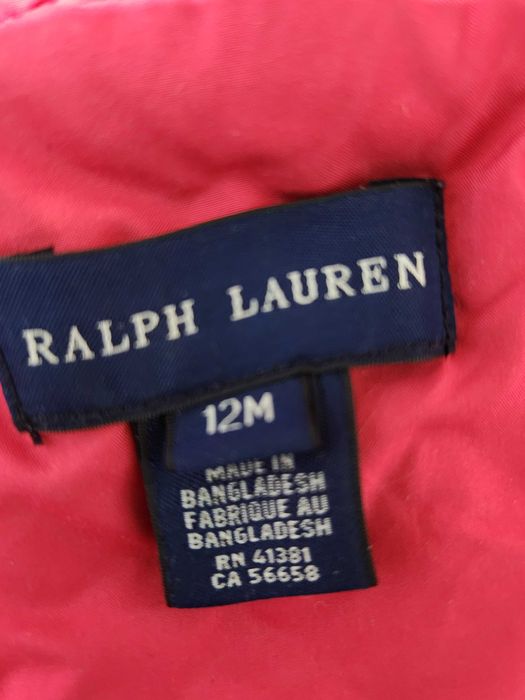 RALPH LAUREN
12M
MADE IN
BANGLADESH
FABRIQUE AU
BANGLADESH
RN 41381
CA 56658